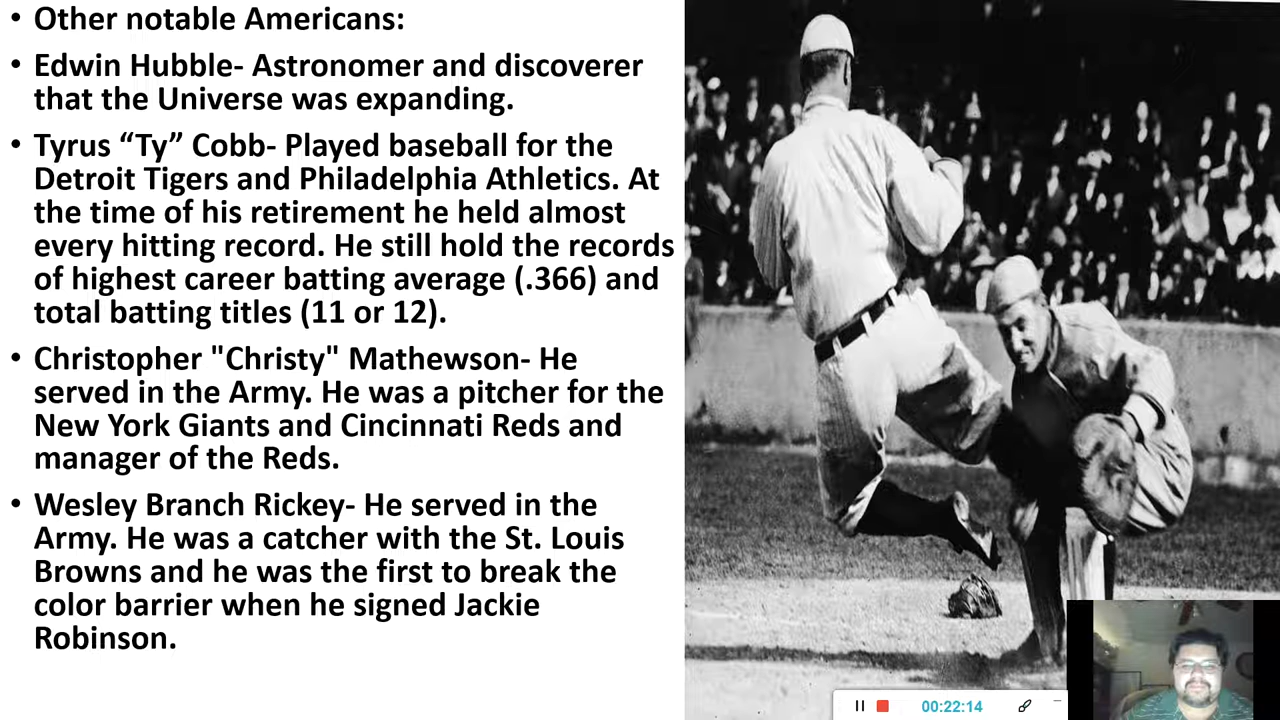 • Other notable Americans:
• Edwin Hubble- Astronomer and discoverer
that the Universe was expanding.
• Tyrus “Ty” Cobb- Played baseball for the
Detroit Tigers and Philadelphia Athletics. At
the time of his retirement he held almost
every hitting record. He still hold the records
of highest career batting average (.366) and
total batting titles (11 or 12).
• Christopher "Christy" Mathewson- He
served in the Army. He was a pitcher for the
New York Giants and Cincinnati Reds and
manager of the Reds.
• Wesley Branch Rickey- He served in the
Army. He was a catcher with the St. Louis
Browns and he was the first to break the
color barrier when he signed Jackie
Robinson.
00:22:14